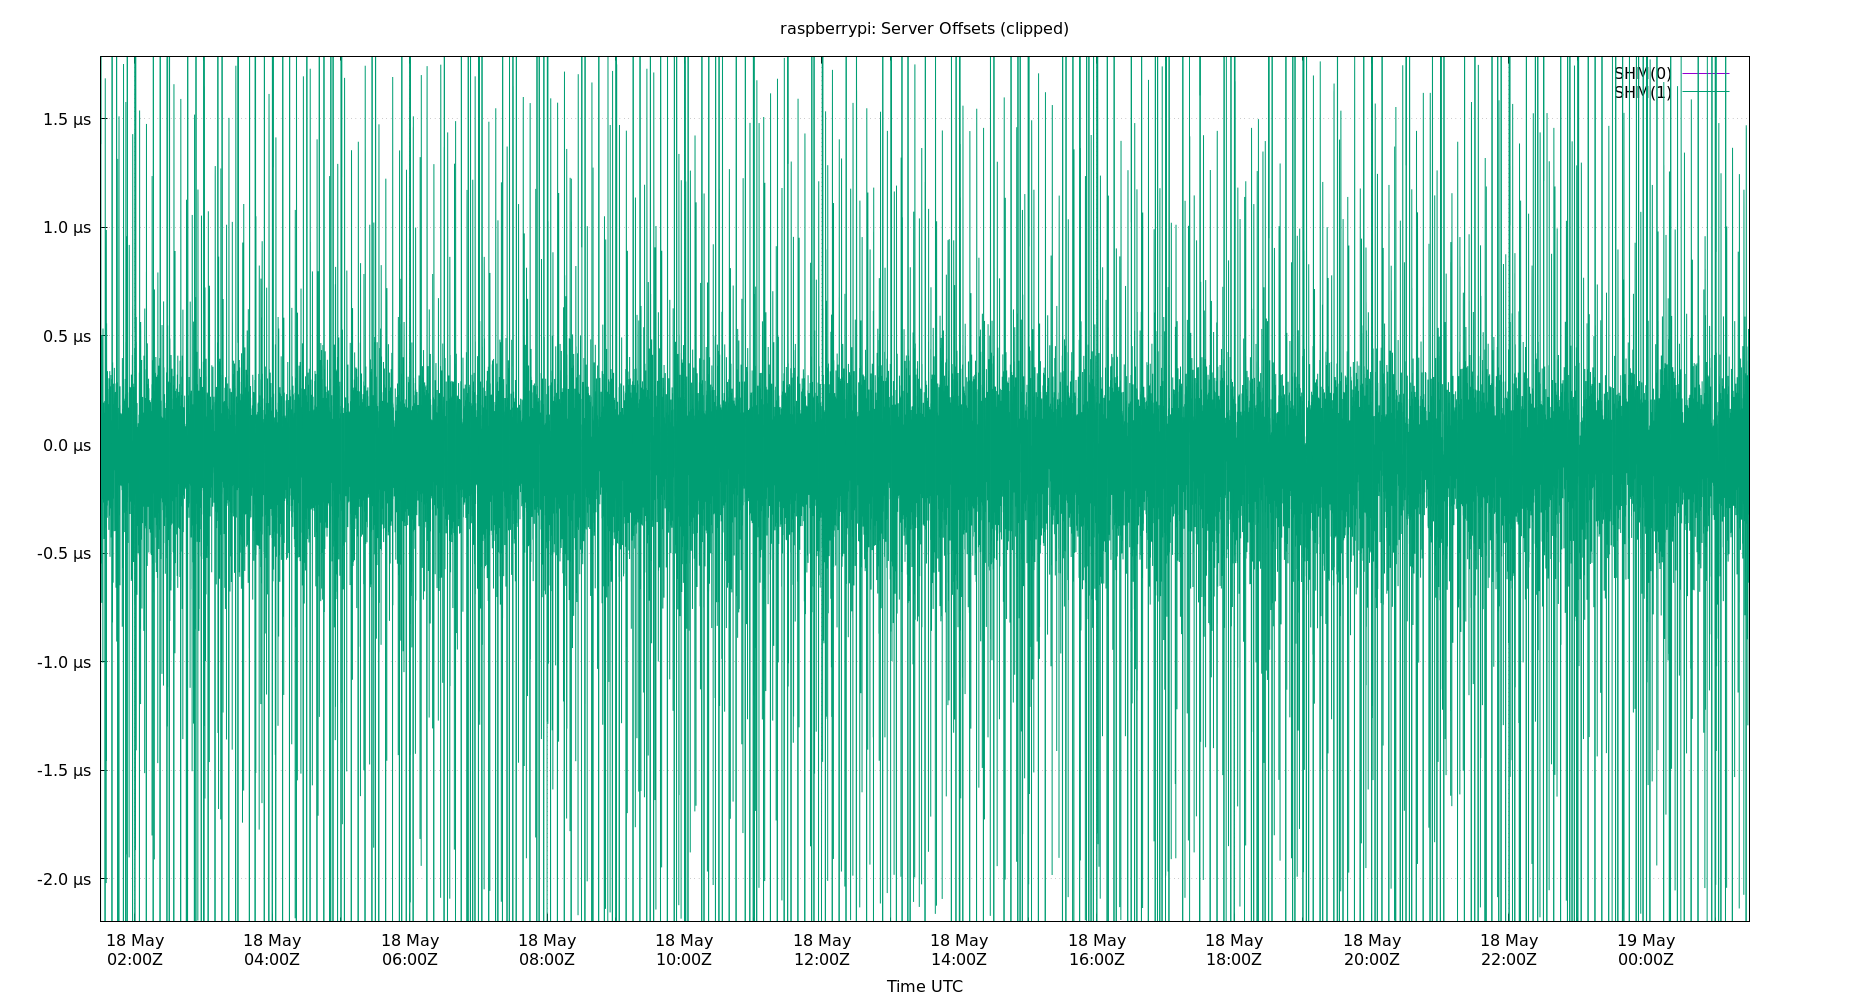 raspberrypi: Server Offsets (clipped)
SHM(0)
SHM(1)
1.5 µs
1.0 µs
0.5 µs
0.0 µs
-0.5 µs
-1.0 µs
-1.5 µs
-2.0 µs
18 May 18 May 18 May 18 May 18 May 18 May 18 May 18 May 18 May 18 May 18 May 19 May
02:00Z 04:00Z 06:00Z 08:00Z 10:00Z 12:00Z 14:00Z 16:00Z 18:00Z 20:00Z 22:00Z 00:00Z
Time UTC